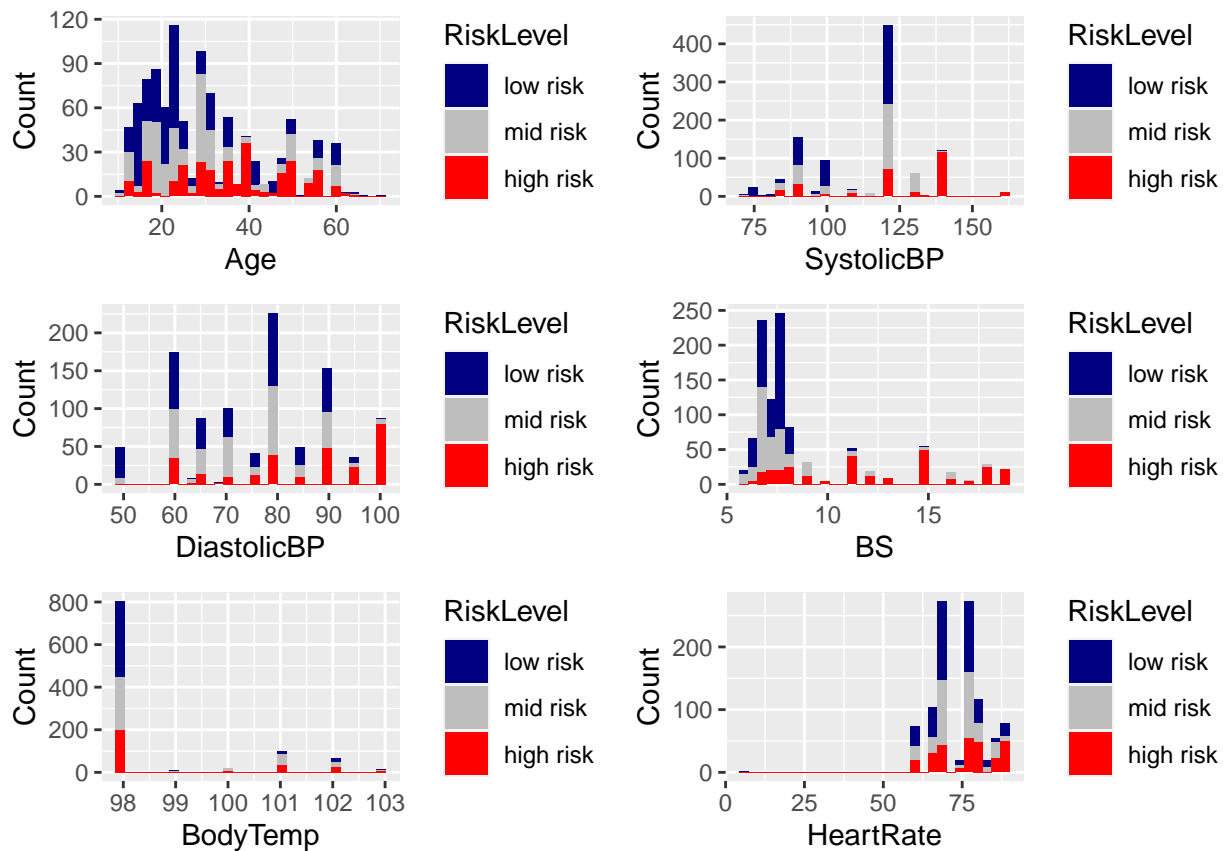 120
90
60
30
0
Count
20 40 60
Age
RiskLevel
low risk
mid risk
high risk
400
300
200
100
0
Count
75 100 125 150
SystolicBP
RiskLevel
low risk
mid risk
high risk
200
150
100
50
0
Count
50 60 70 80 90 100
DiastolicBP
RiskLevel
low risk
mid risk
high risk
250
200
150
100
50
0
Count
5 10 15
BS
RiskLevel
low risk
mid risk
high risk
800
600
400
200
0
Count
98 99 100 101 102 103
BodyTemp
RiskLevel
low risk
mid risk
high risk
200
100
0
Count
0 25 50 75
HeartRate
RiskLevel
low risk
mid risk
high risk